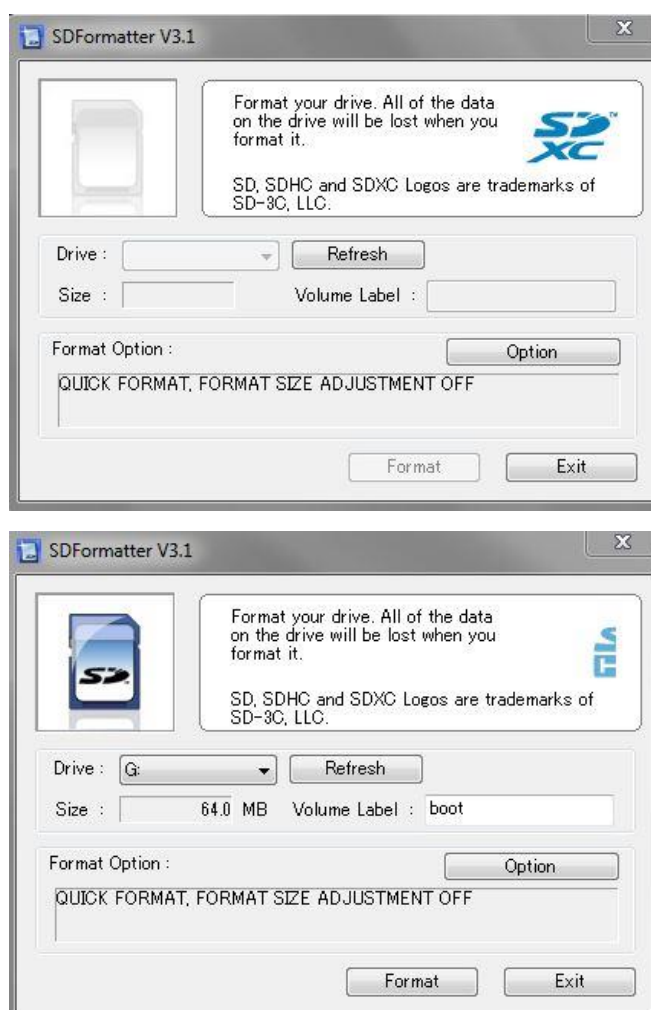 SDFormatter V3.1
Format your drive. All of the data
on the drive will be lost when you
format it.
SD XC™
SD, SDHC and SDXC Logos are trademarks of
SD-3C, LLC.
Drive :
Refresh
Size :
Volume Label :
Format Option :
Option
QUICK FORMAT, FORMAT SIZE ADJUSTMENT OFF
Format
Exit
SDFormatter V3.1
SD
Format your drive. All of the data
on the drive will be lost when you
format it.
SD, SDHC and SDXC Logos are trademarks of
SD-3C, LLC.
Drive : G:
Refresh
Size : 64.0 MB
Volume Label : boot
Format Option :
Option
QUICK FORMAT, FORMAT SIZE ADJUSTMENT OFF
Format
Exit